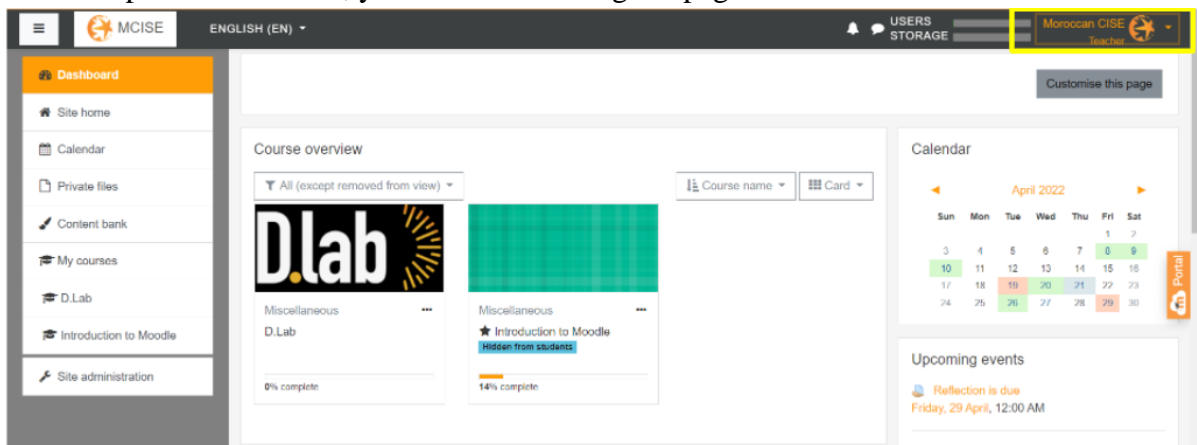 MCISE
ENGLISH (EN)
USERS
STORAGE
Moroccan CISE
Teacher
Dashboard
Site home
Calendar
Private files
Content bank
My courses
D.Lab
Introduction to Moodle
Site administration
Customise this page
Course overview
All (except removed from view)
Course name
Card
D.lab
Miscellaneous
D.Lab
0% complete
Miscellaneous
Introduction to Moodle
Hidden from students
14% complete
Calendar
April 2022
Sun Mon Tue Wed Thu Fri Sat
1 2
3 4 5 6 7 8 9
10 11 12 13 14 15 16
17 18 19 20 21 22 23
24 25 26 27 28 29 30
Portal
Upcoming events
Reflection is due
Friday, 29 April, 12:00 AM